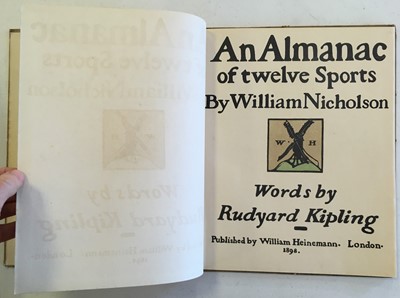 An Almanac
of twelve Sports
By William Nicholson
W H
Words by
Rudyard Kipling
Published by William Heinemann. London.
1898.